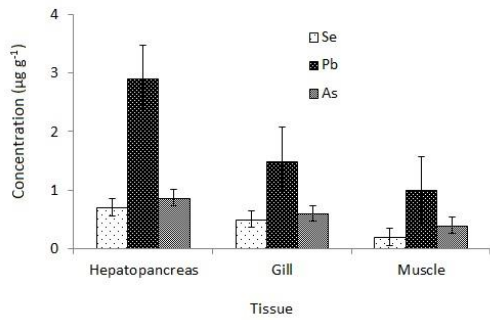 4
3
2
1
0
Concentration (µg g-1)
Se
Pb
As
Hepatopancreas Gill Muscle
Tissue